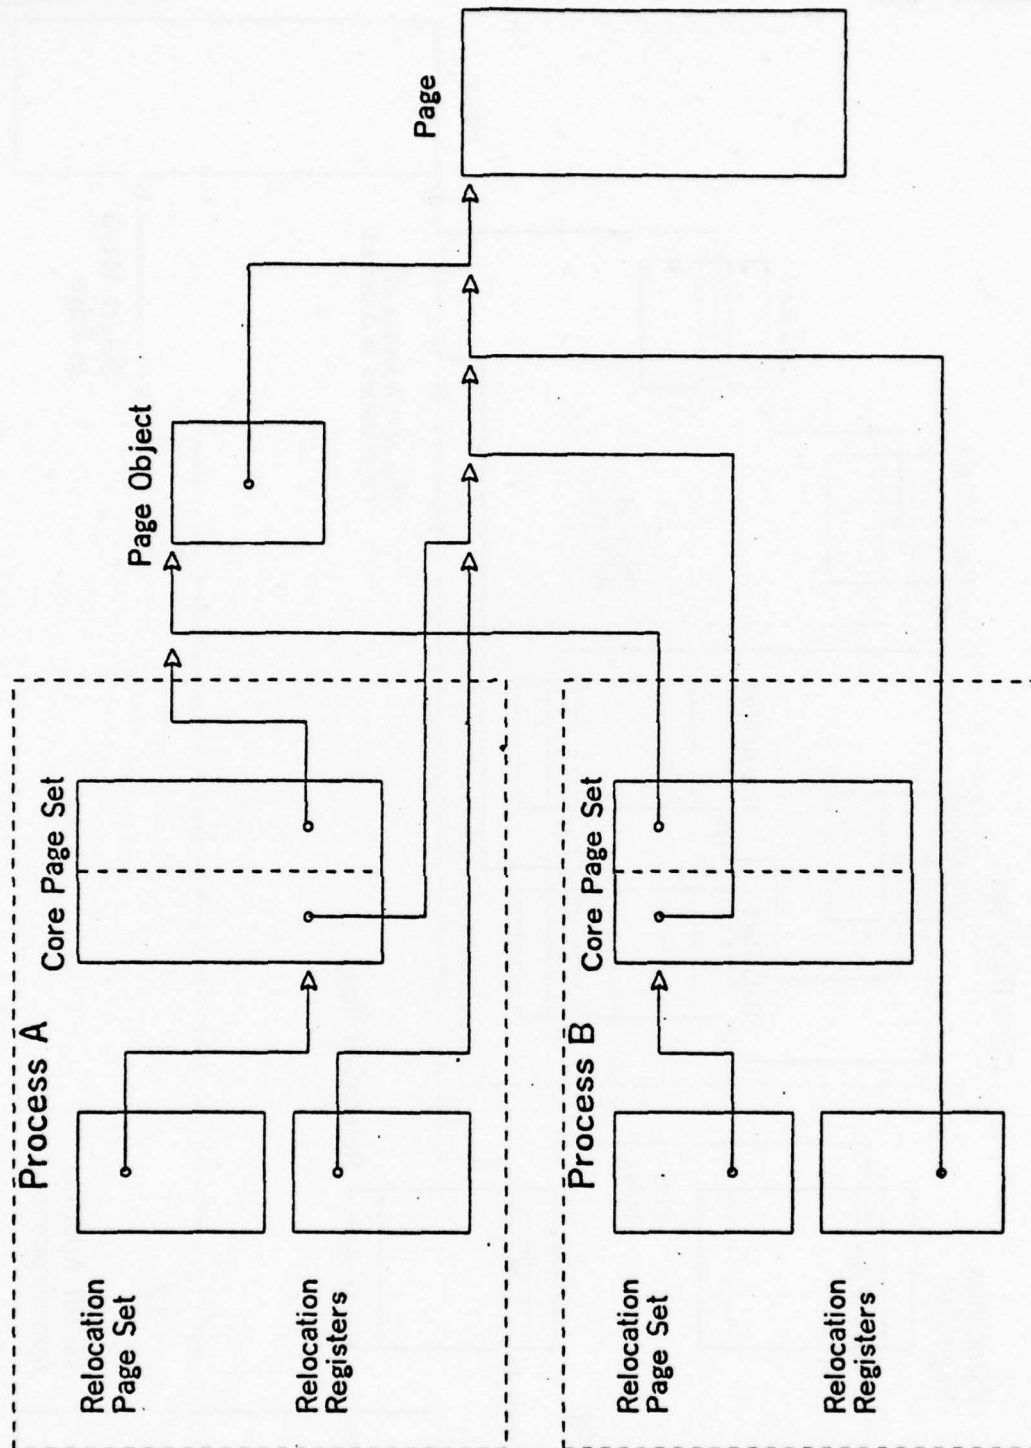 Process A
Relocation
Page Set
Core Page Set
Page Object
Page
Relocation
Registers
Process B
Relocation
Page Set
Core Page Set
Relocation
Registers